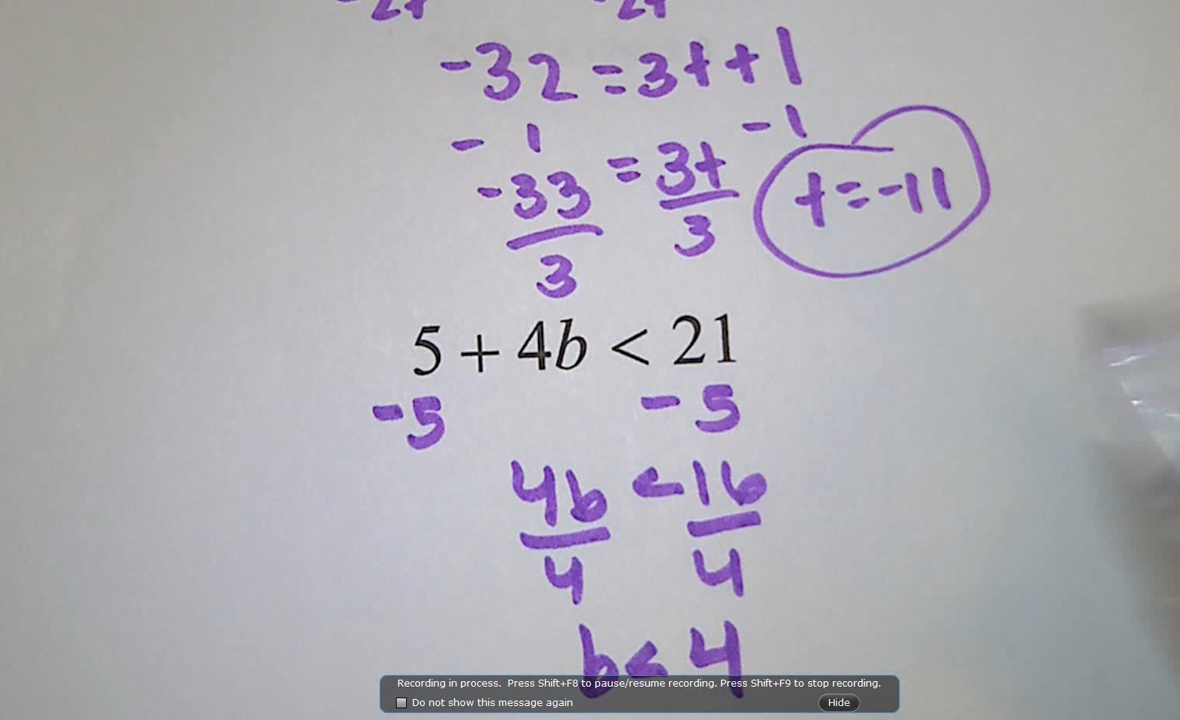 -2t -2t
-32 = 3t + 1
- 1 - 1
-33 = 3t
3 3
t = -11
5 + 4b < 21
-5 - 5
4b < 16
4 4
b < 4
Recording in process. Press Shift+F8 to pause/resume recording. Press Shift+F9 to stop recording.
Do not show this message again Hide